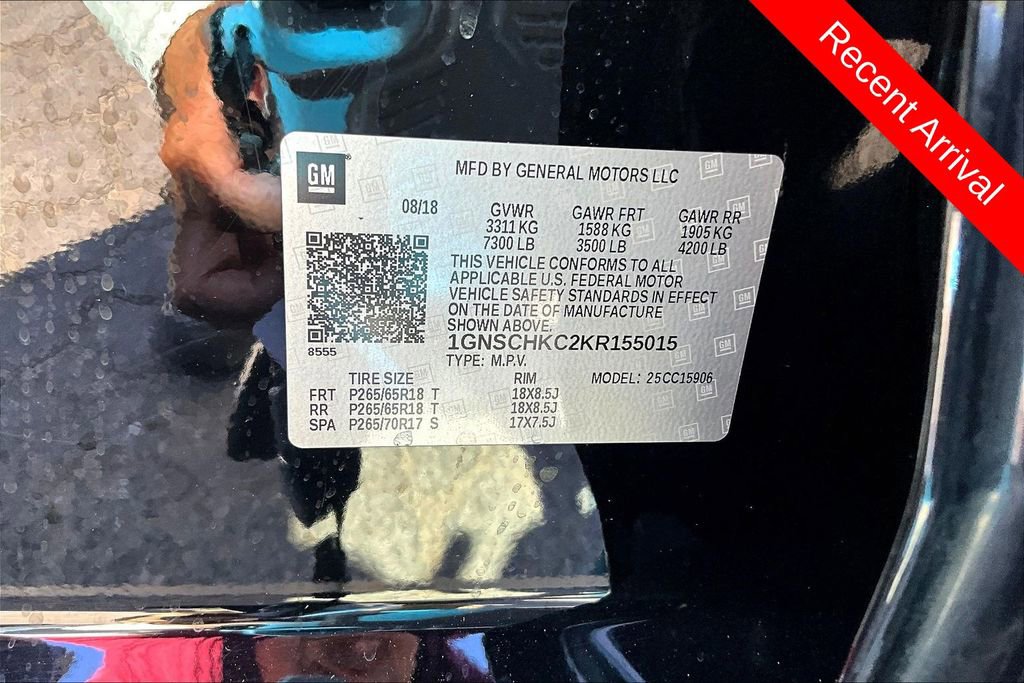 Recent Arrival
GM
MFD BY GENERAL MOTORS LLC
08/18
GVWR GAWR FRT GAWR RR
3311 KG 1588 KG 1905 KG
7300 LB 3500 LB 4200 LB
THIS VEHICLE CONFORMS TO ALL
APPLICABLE U.S. FEDERAL MOTOR
VEHICLE SAFETY STANDARDS IN EFFECT
ON THE DATE OF MANUFACTURE
SHOWN ABOVE.
1GNSCHKC2KR155015
8555
TYPE: M.P.V.
TIRE SIZE RIM MODEL: 25CC15906
FRT P265/65R18 T 18X8.5J
RR P265/65R18 T 18X8.5J
SPA P265/70R17 S 17X7.5J